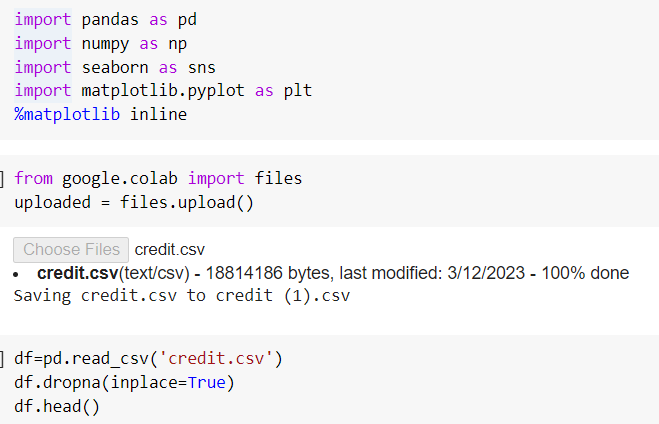 import pandas as pd
import numpy as np
import seaborn as sns
import matplotlib.pyplot as plt
%matplotlib inline
] from google.colab import files
uploaded = files.upload()
Choose Files credit.csv
• credit.csv(text/csv) - 18814186 bytes, last modified: 3/12/2023 - 100% done
Saving credit.csv to credit (1).csv
] df=pd.read_csv('credit.csv')
df.dropna(inplace=True)
df.head()